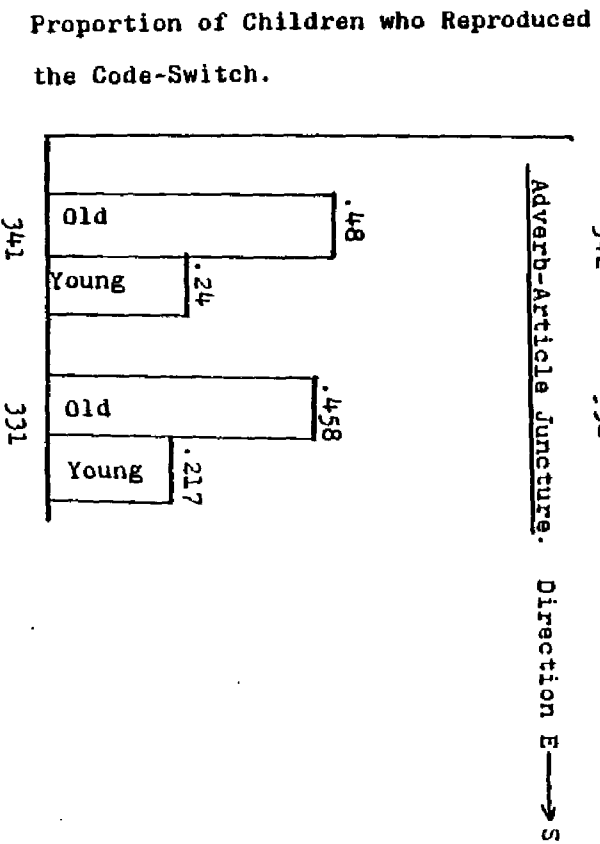 Proportion of Children who Reproduced
the Code-Switch.
Adverb-Article Juncture. Direction E ⟶ S
.48
Old
.24
Young
341
.458
Old
.217
Young
331